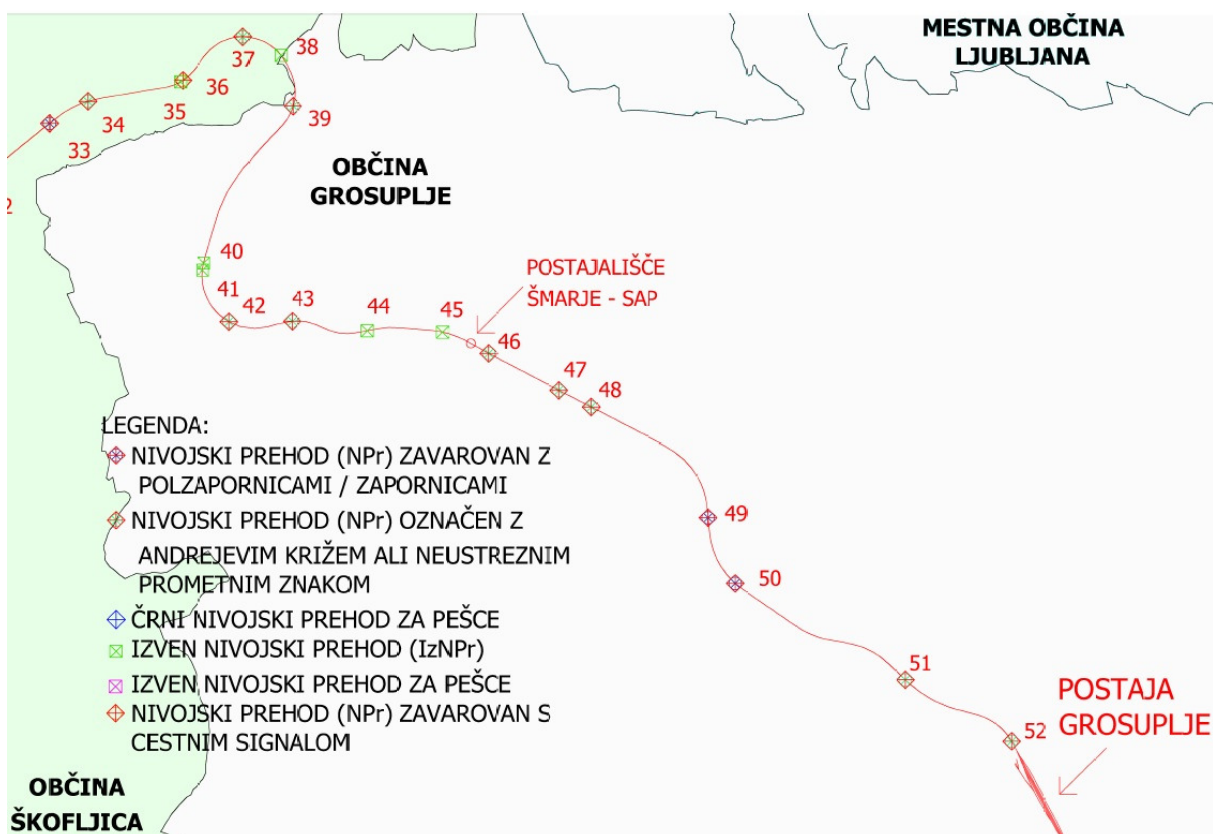 MESTNA OBČINA
LJUBLJANA
37
38
36
35
34
39
33
OBČINA
GROSUPLJE
2
40
POSTAJALIŠČE
ŠMARJE - SAP
41
42
43
44
45
46
47
48
LEGENDA:
NIVOJSKI PREHOD (NPr) ZAVAROVAN Z
POLZAPORNICAMI / ZAPORNICAMI
NIVOJSKI PREHOD (NPr) OZNAČEN Z
ANDREJEVIM KRIŽEM ALI NEUSTREZNIM
PROMETNIM ZNAKOM
ČRNI NIVOJSKI PREHOD ZA PEŠCE
IZVEN NIVOJSKI PREHOD (IzNPr)
IZVEN NIVOJSKI PREHOD ZA PEŠCE
NIVOJSKI PREHOD (NPr) ZAVAROVAN S
CESTNIM SIGNALOM
49
50
51
52
POSTAJA
GROSUPLJE
OBČINA
ŠKOFLJICA